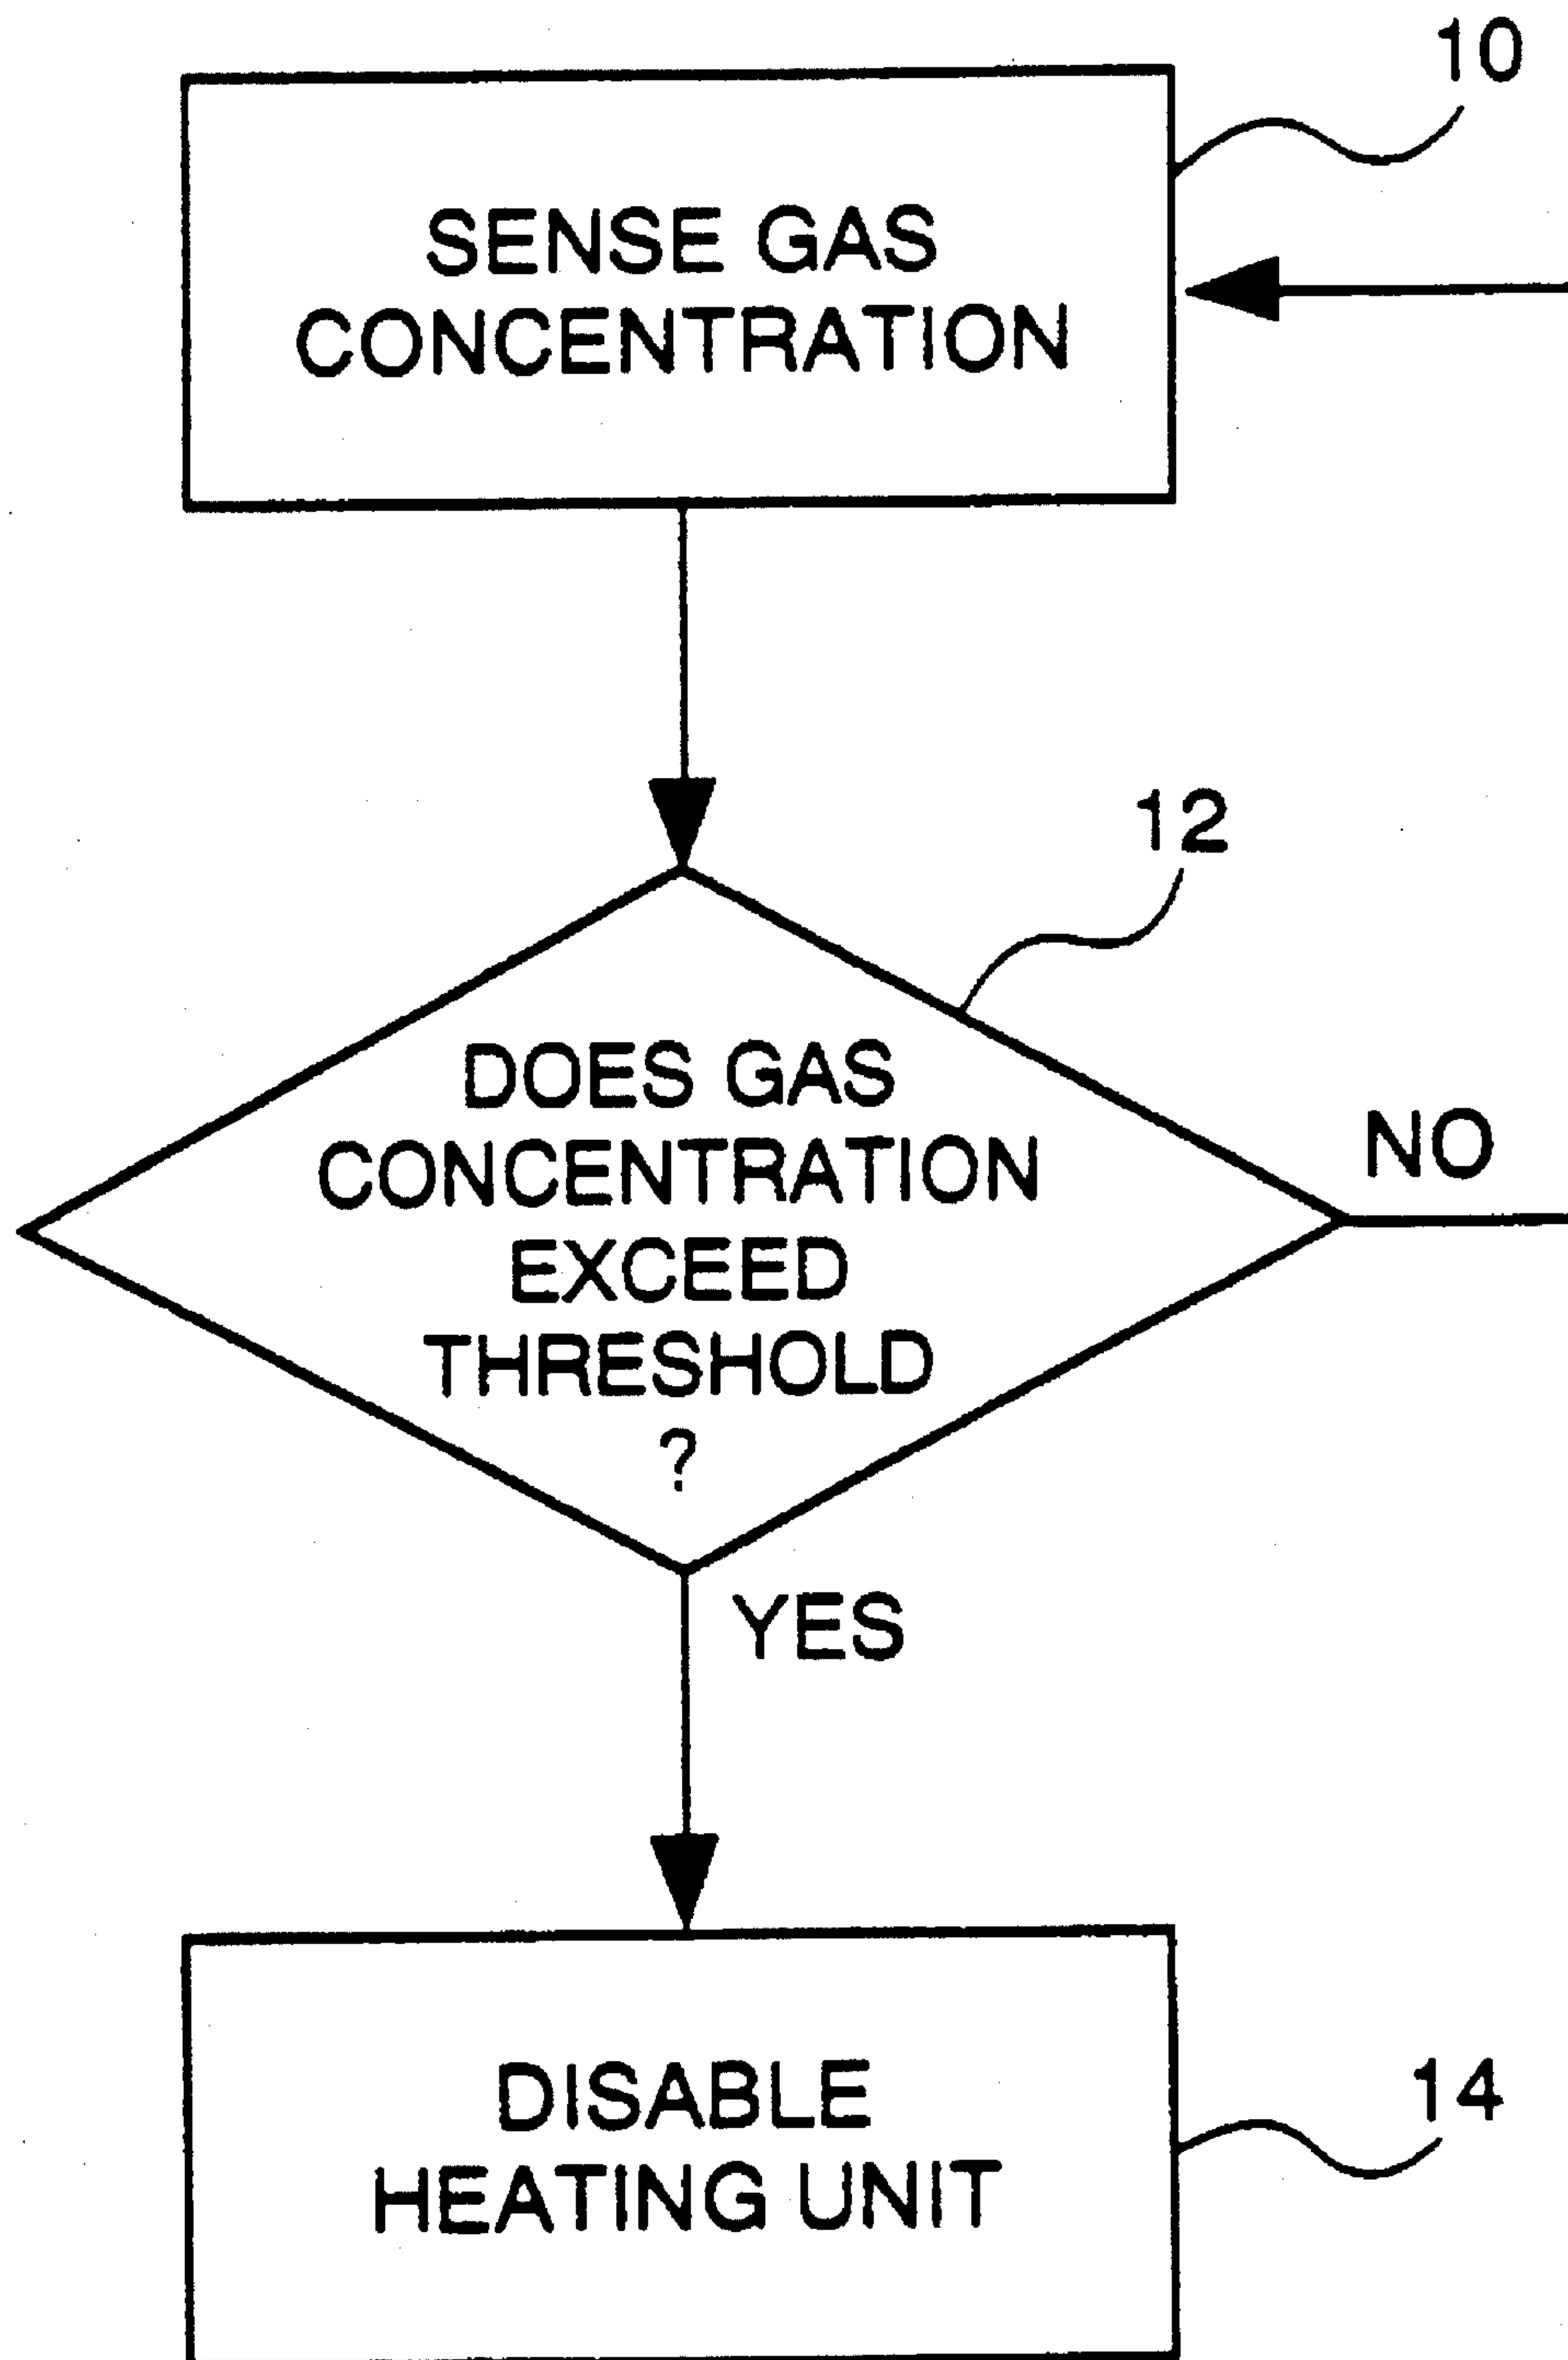 10
SENSE GAS
CONCENTRATION
12
DOES GAS
CONCENTRATION
EXCEED
THRESHOLD
?
NO
YES
DISABLE
HEATING UNIT
14